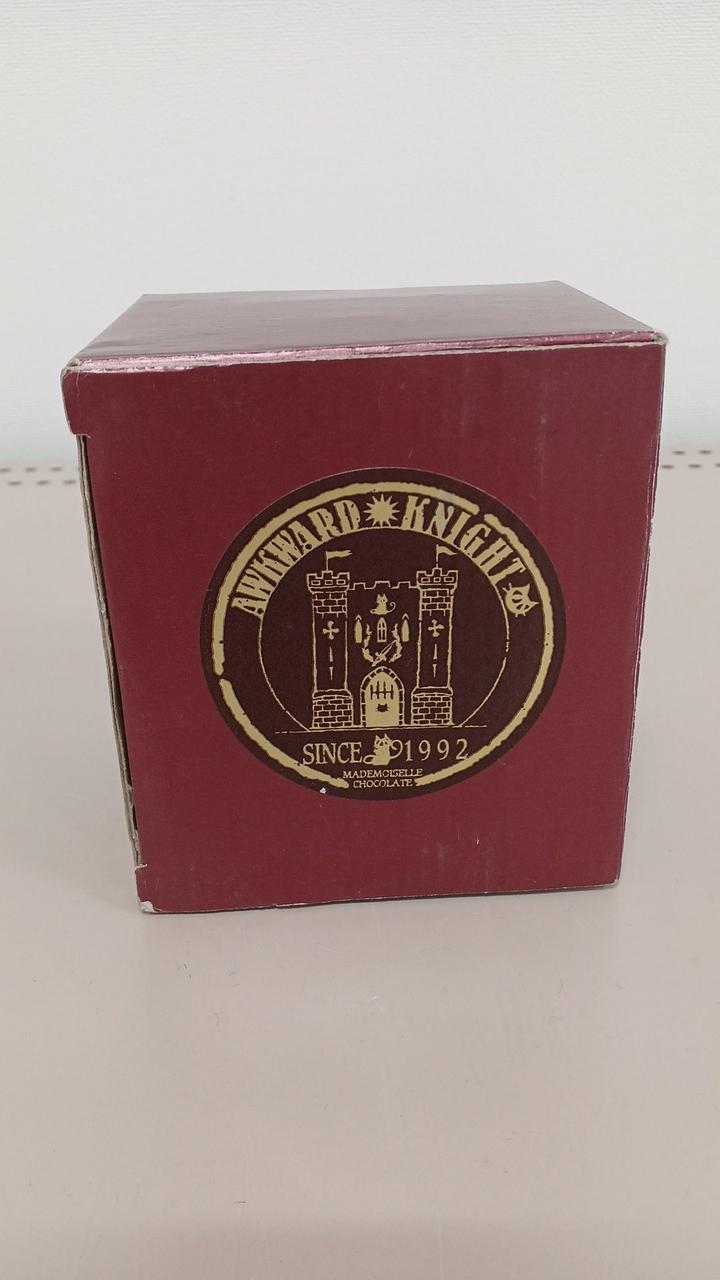 AWKWARD KNIGHT
SINCE 1992
MADEMOISELLE
CHOCOLATE